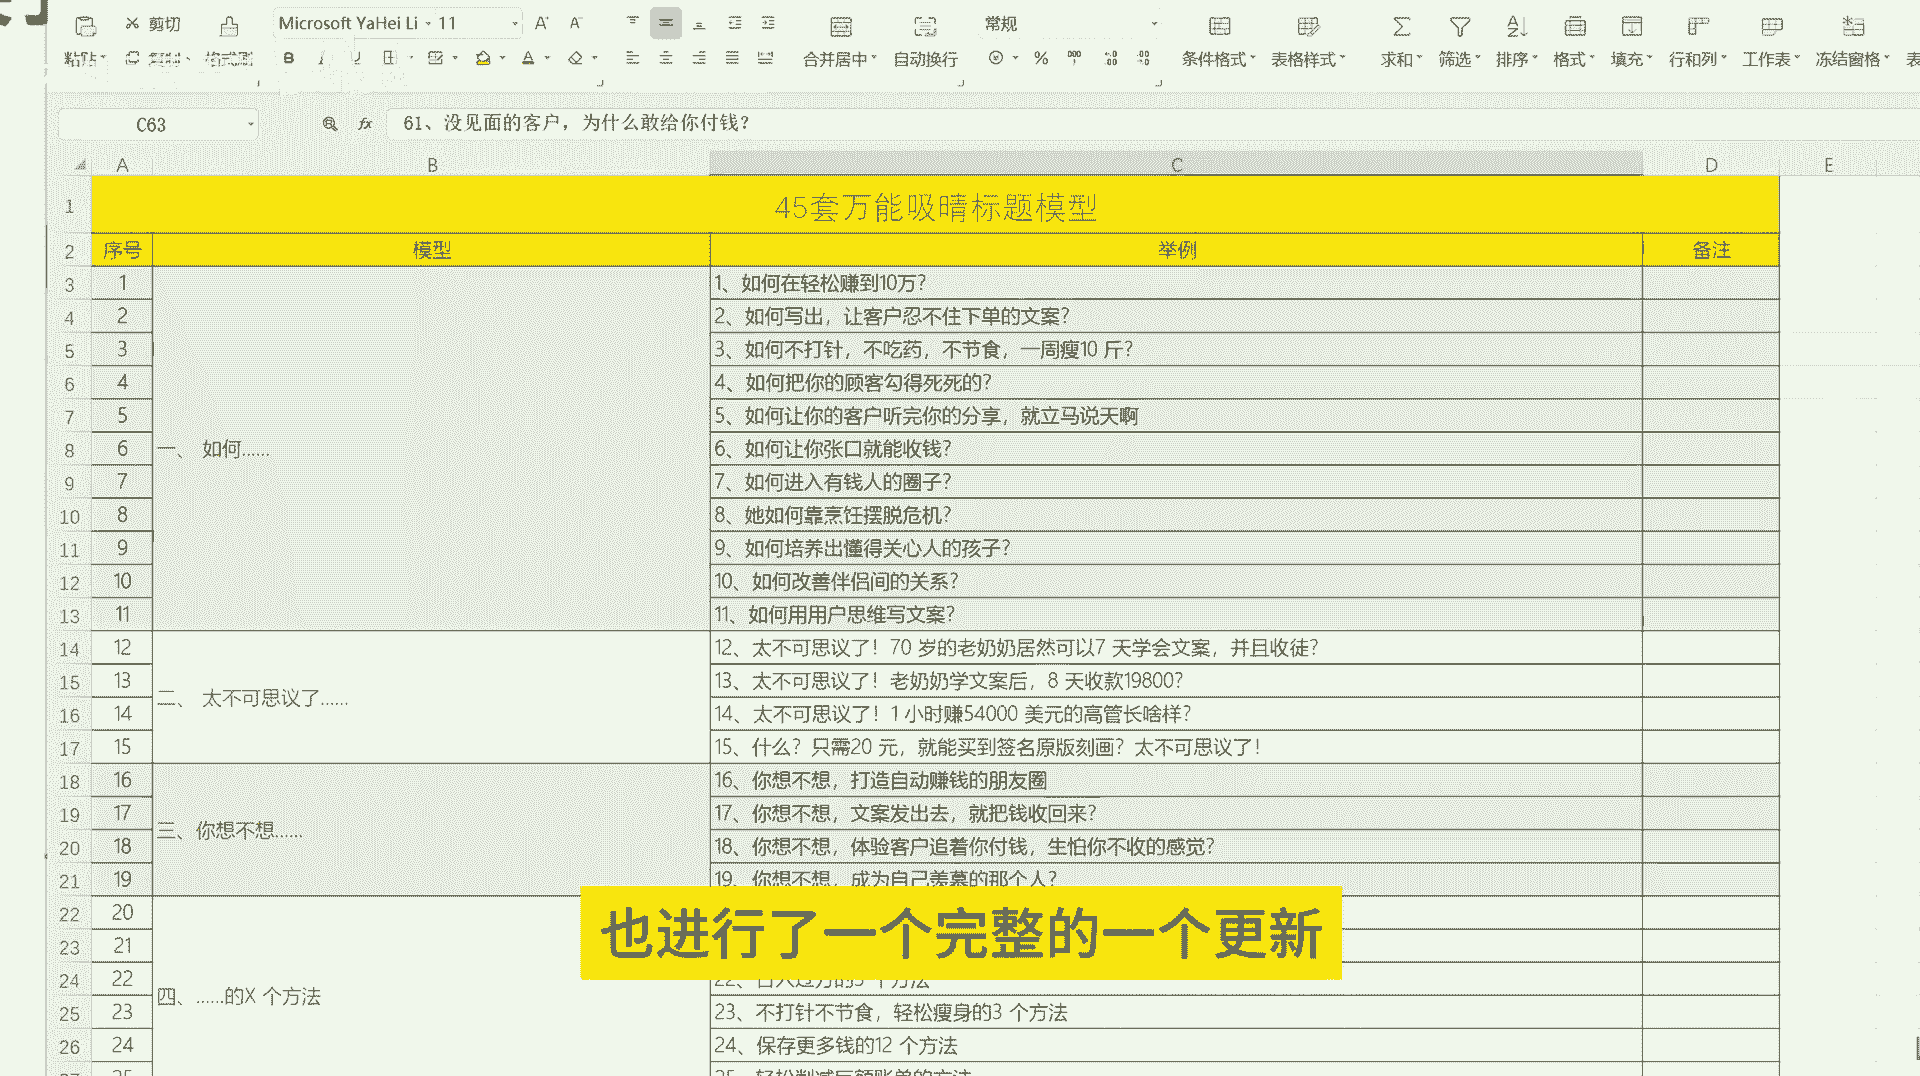 剪切
Microsoft YaHei Li 11 A+ A- 常规
粘贴 复制 格式刷 B I U A 合并居中 自动换行 % 条件格式 表格样式 求和 筛选 排序 格式 填充 行和列 工作表 冻结窗格
C63 fx 61、没见面的客户，为什么敢给你付钱？
A B C D E
1 45套万能吸晴标题模型
2 序号 模型 举例 备注
3 1 1、如何在轻松赚到10万？
4 2 2、如何写出，让客户忍不住下单的文案？
5 3 3、如何不打针，不吃药，不节食，一周瘦10 斤？
6 4 4、如何把你的顾客勾得死死的？
7 5 5、如何让你的客户听完你的分享，就立马说天啊
8 6 一、 如何...... 6、如何让你张口就能收钱？
9 7 7、如何进入有钱人的圈子？
10 8 8、她如何靠烹饪摆脱危机？
11 9 9、如何培养出懂得关心人的孩子？
12 10 10、如何改善伴侣间的关系？
13 11 11、如何用用户思维写文案？
14 12 12、太不可思议了！70 岁的老奶奶居然可以7 天学会文案，并且收徒？
15 13 13、太不可思议了！老奶奶学文案后，8 天收款19800？
二、 太不可思议了......
16 14 14、太不可思议了！1 小时赚54000 美元的高管长啥样？
17 15 15、什么？只需20 元，就能买到签名原版刻画？太不可思议了！
18 16 16、你想不想，打造自动赚钱的朋友圈
19 17 17、你想不想，文案发出去，就把钱收回来？
三、你想不想......
20 18 18、你想不想，体验客户追着你付钱，生怕你不收的感觉？
21 19 19、你想不想，成为自己羡慕的那个人？
22 20
也进行了一个完整的一个更新
23 21
24 22
四、......的X 个方法
25 23 23、不打针不节食，轻松瘦身的3 个方法
26 24 24、保存更多钱的12 个方法